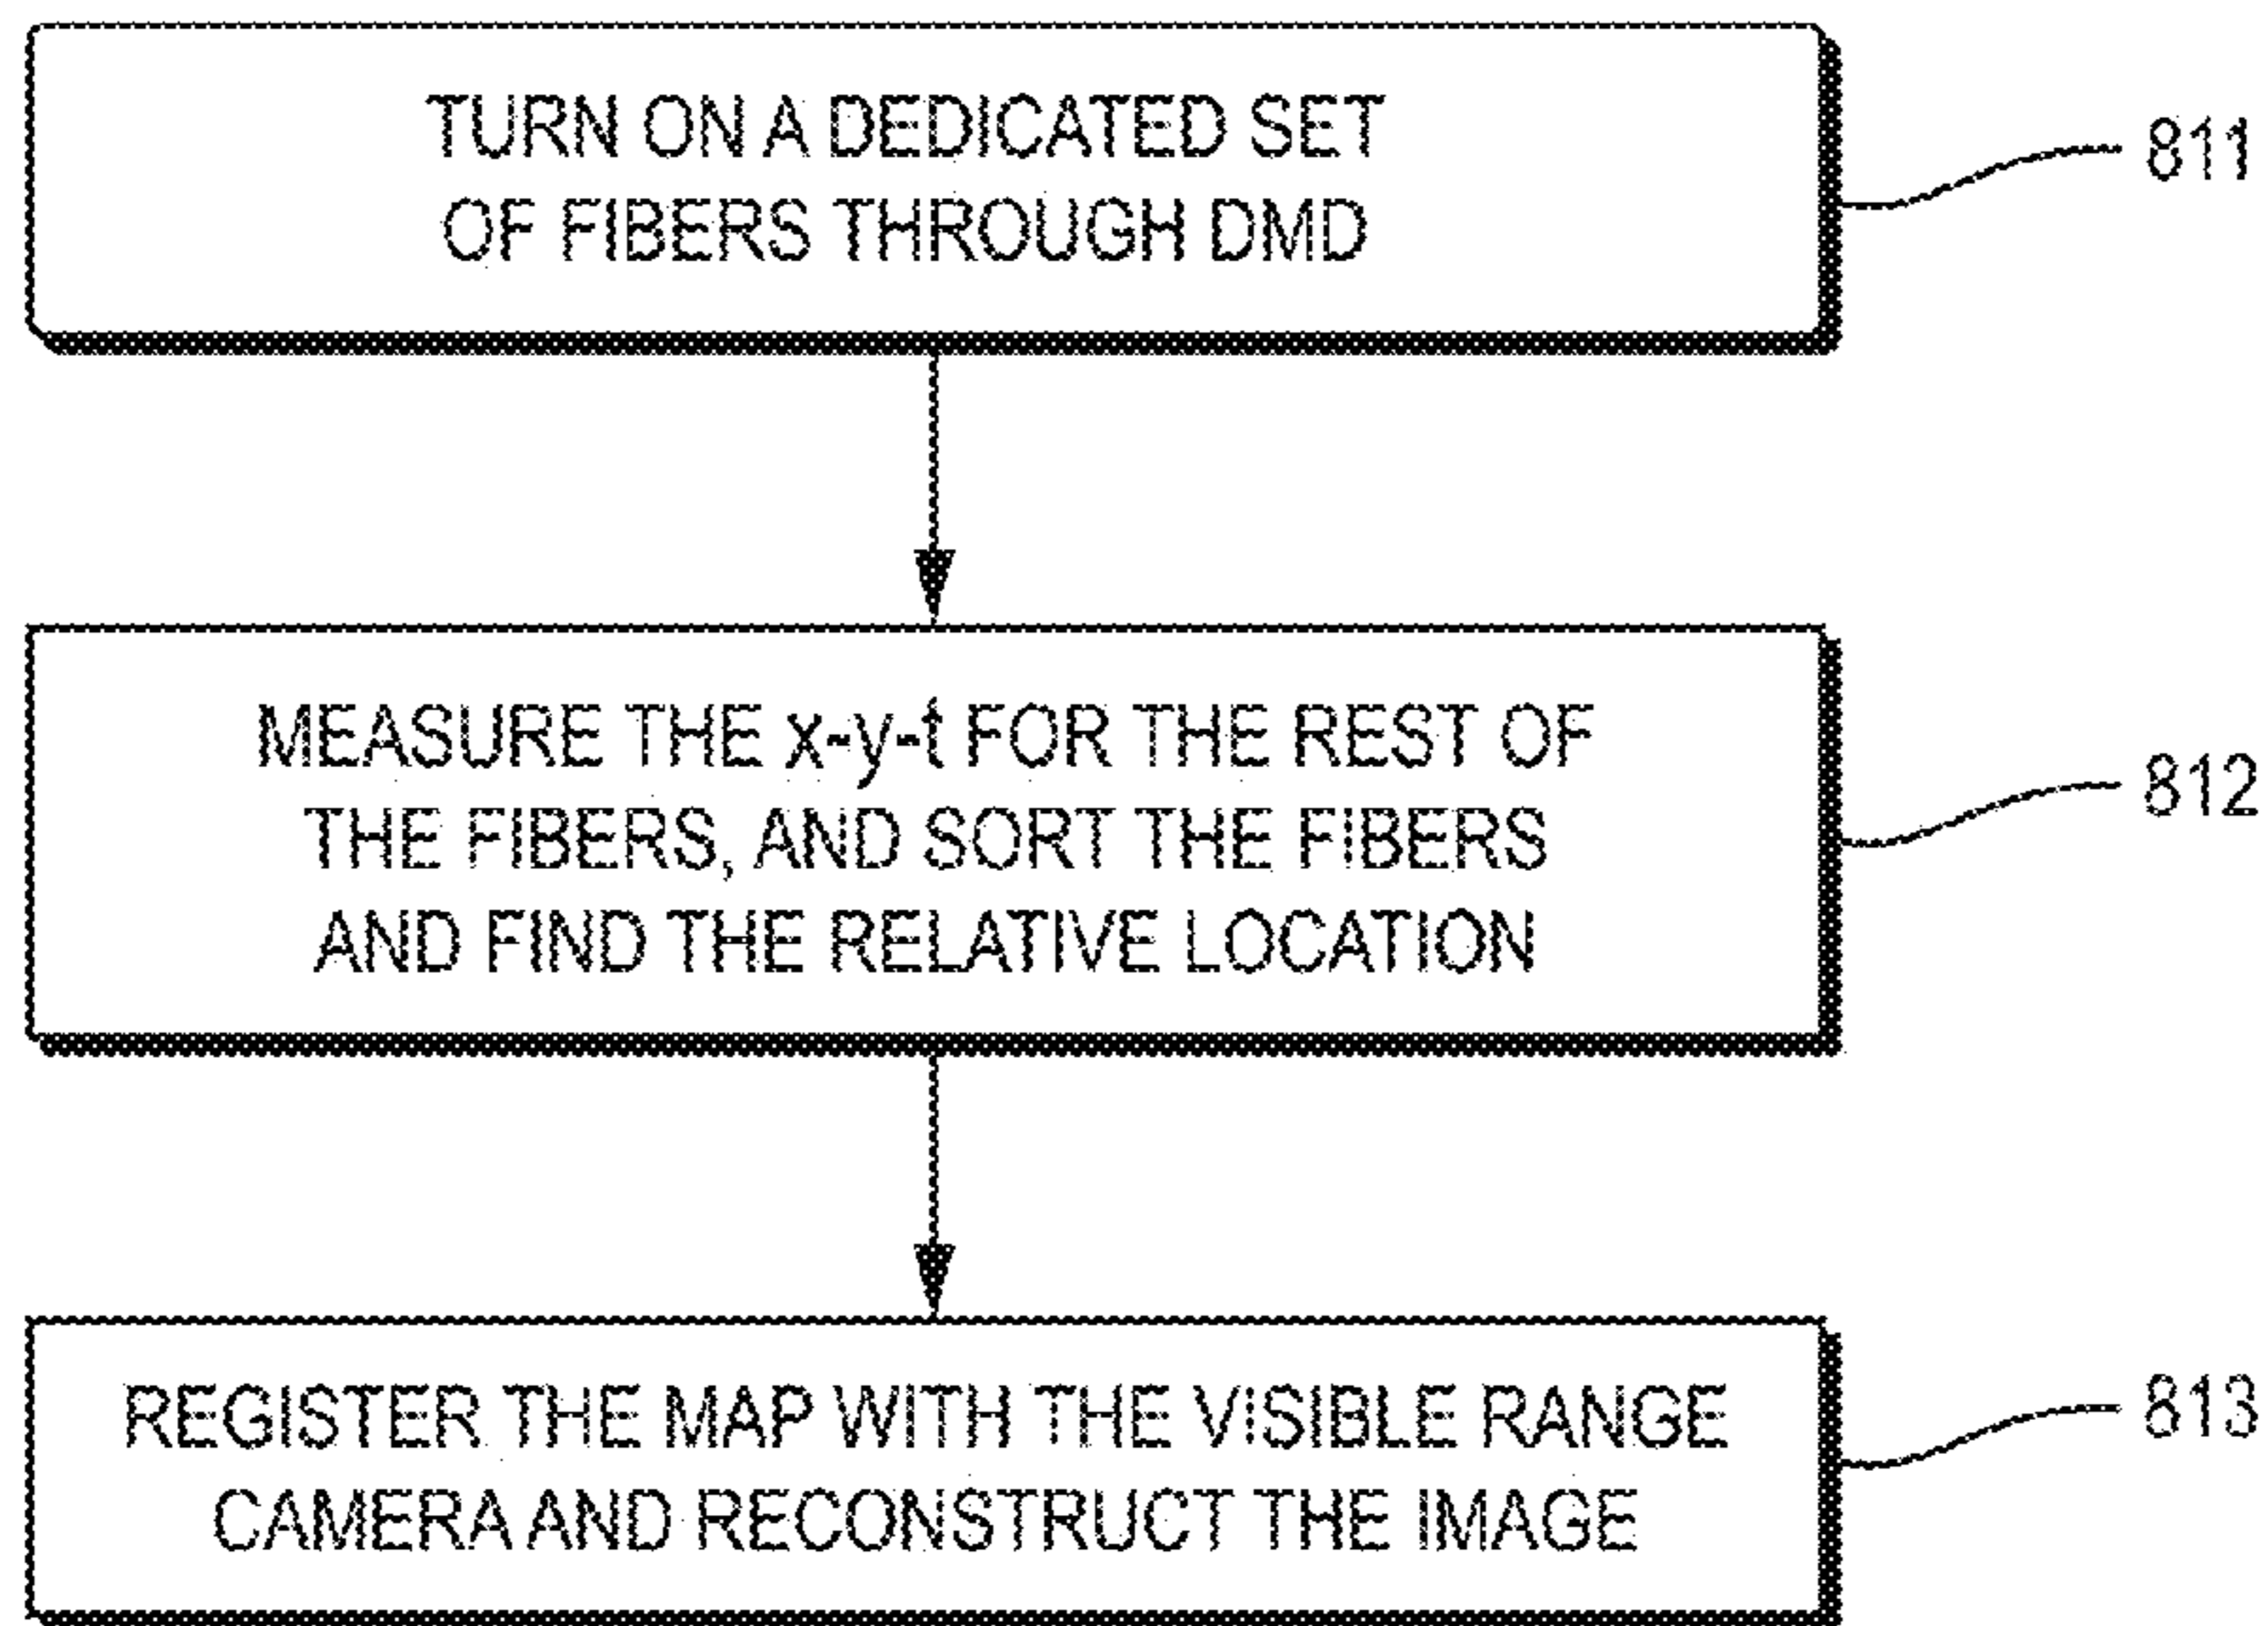 TURN ON A DEDICATED SET
OF FIBERS THROUGH DMD
811
MEASURE THE x-y-t FOR THE REST OF
THE FIBERS, AND SORT THE FIBERS
AND FIND THE RELATIVE LOCATION
812
REGISTER THE MAP WITH THE VISIBLE RANGE
CAMERA AND RECONSTRUCT THE IMAGE
813